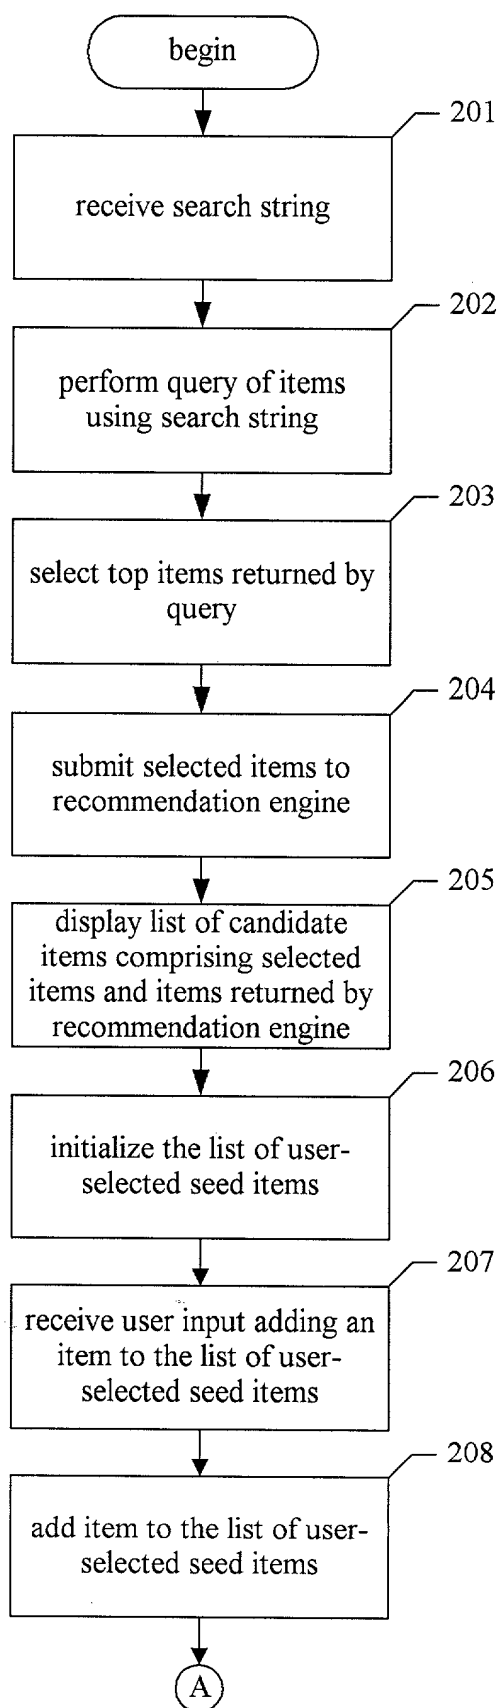 begin
201
receive search string
202
perform query of items
using search string
203
select top items returned by
query
204
submit selected items to
recommendation engine
205
display list of candidate
items comprising selected
items and items returned by
recommendation engine
206
initialize the list of user-
selected seed items
207
receive user input adding an
item to the list of user-
selected seed items
208
add item to the list of user-
selected seed items
A